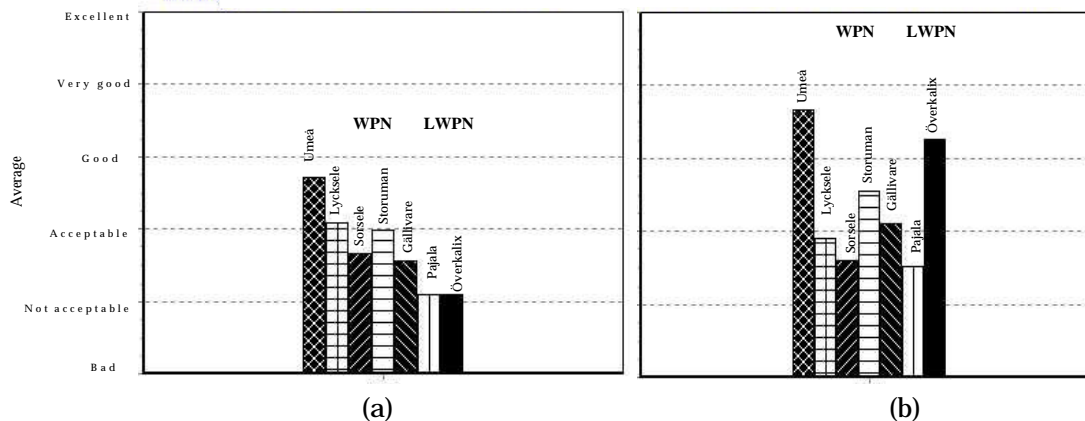 Excellent
Very good
Good
Acceptable
Not acceptable
Bad
Average
WPN LWPN
Umeå
Lycksele
Sorsele
Storuman
Gällivare
Pajala
Överkalix
(a)
WPN LWPN
Umeå
Lycksele
Sorsele
Storuman
Gällivare
Pajala
Överkalix
(b)